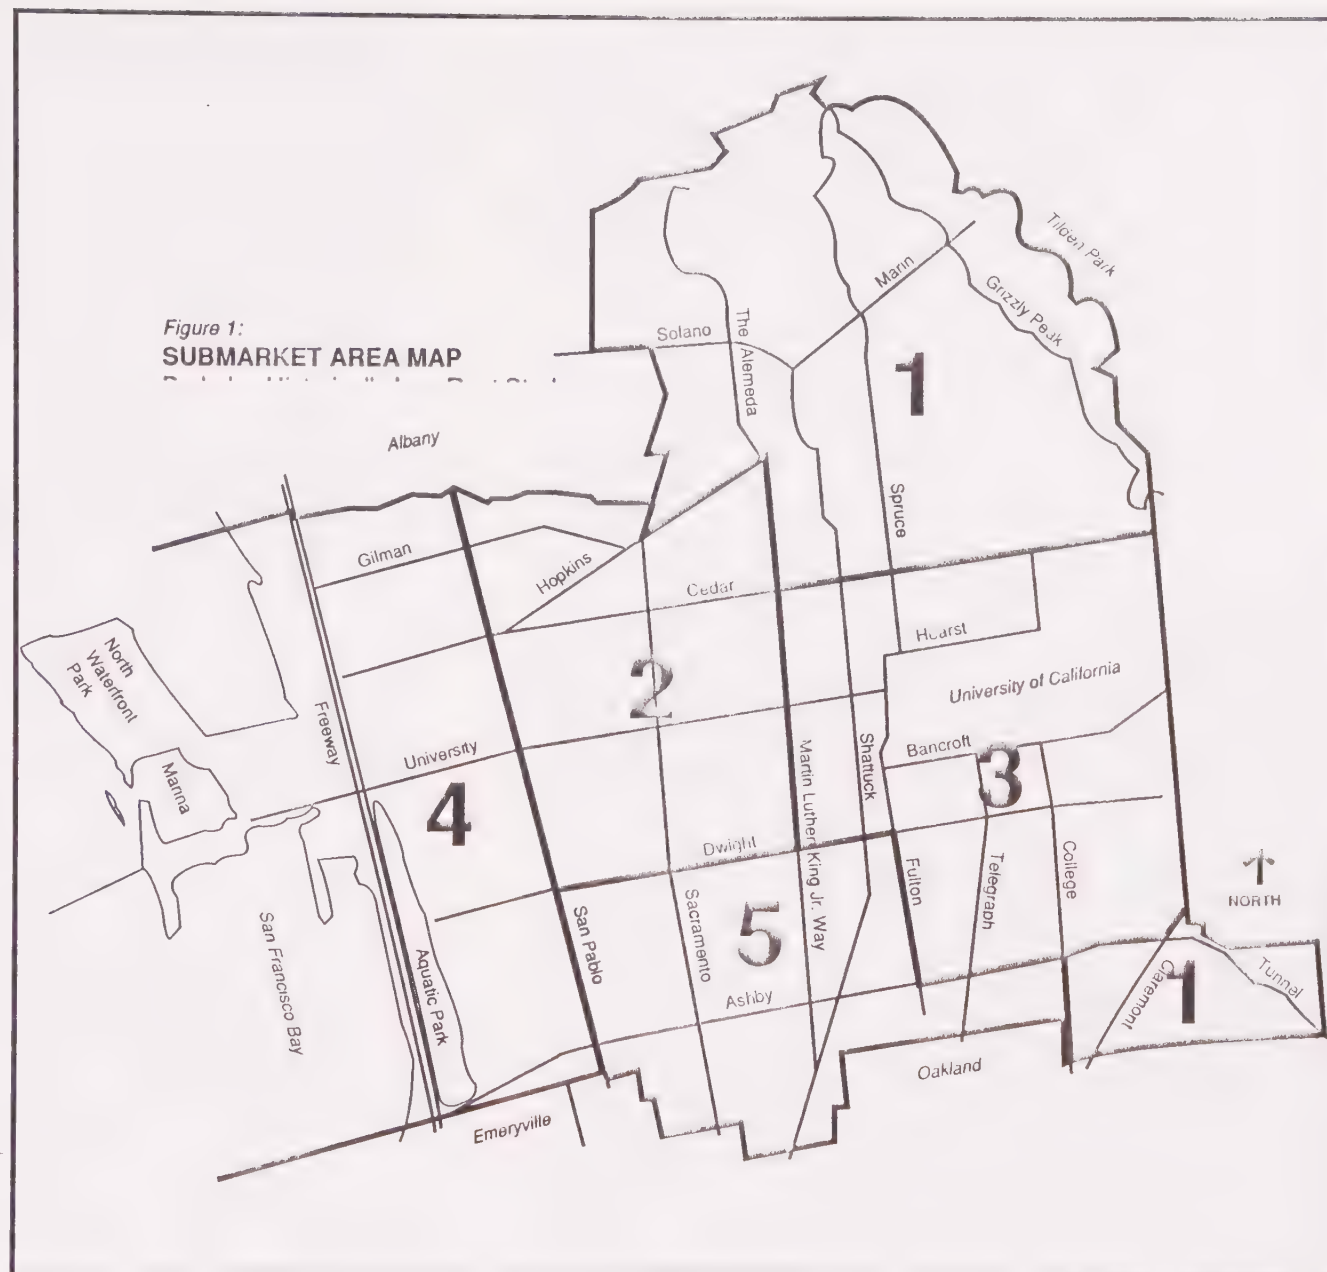 Tilden Park
Marin
Grizzly Peak
Figure 1:
SUBMARKET AREA MAP
Solano
The Alemeda
1
Albany
Spruce
Gilman
Hopkins
Cedar
Hearst
North
Waterfront
Park
2
University of California
Freeway
University
Bancroft
Shattuck
Marina
4
3
Martin Luther King Jr. Way
Dwight
Fulton
Telegraph
College
NORTH
San Francisco Bay
Aquatic Park
San Pablo
Sacramento
5
Ashby
Claremont
1
Tunnel
Oakland
Emeryville